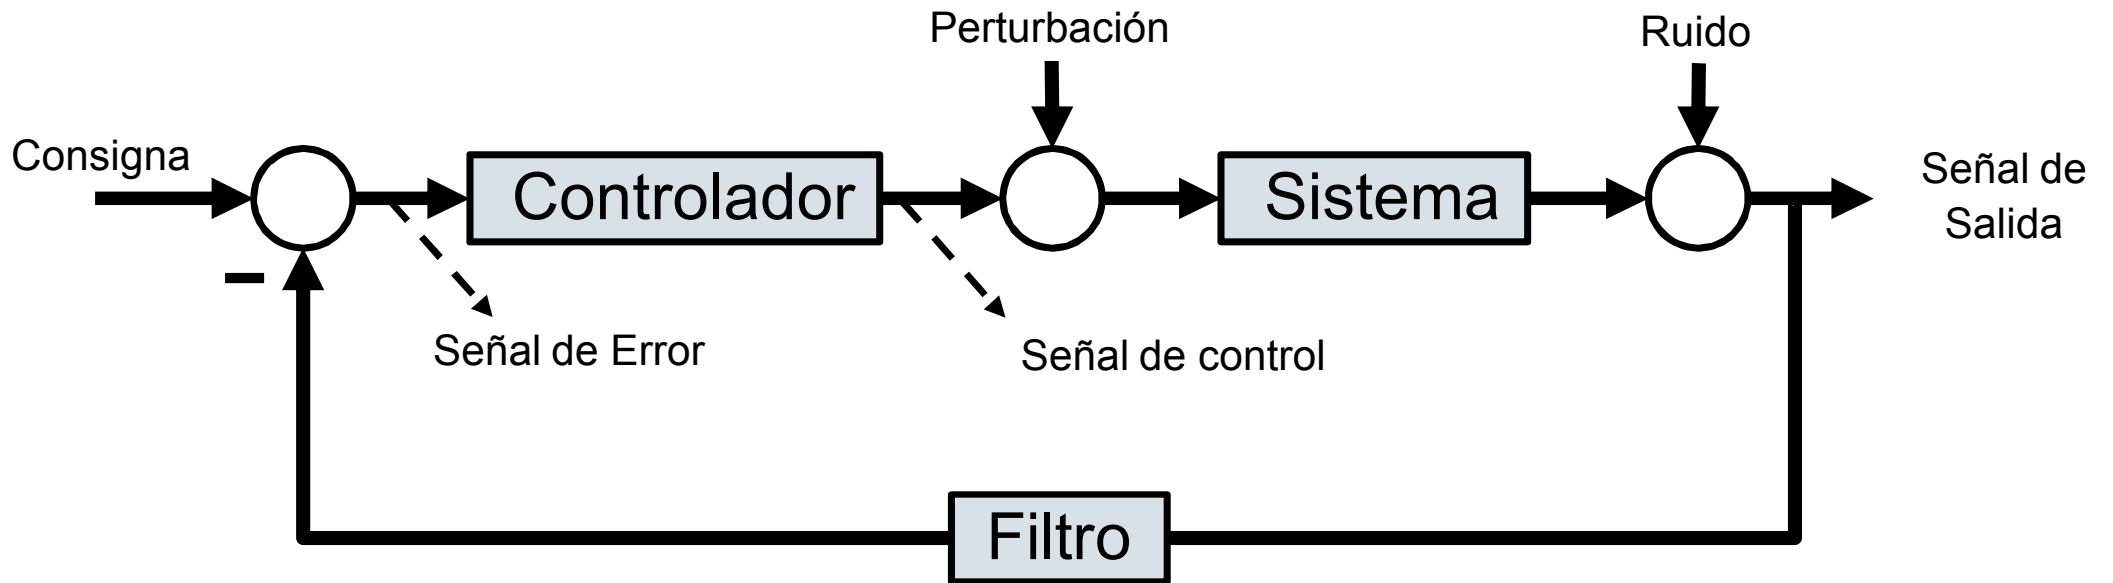 Perturbación
Ruido
Consigna
Controlador
Sistema
Señal de
Salida
–
Señal de Error
Señal de control
Filtro